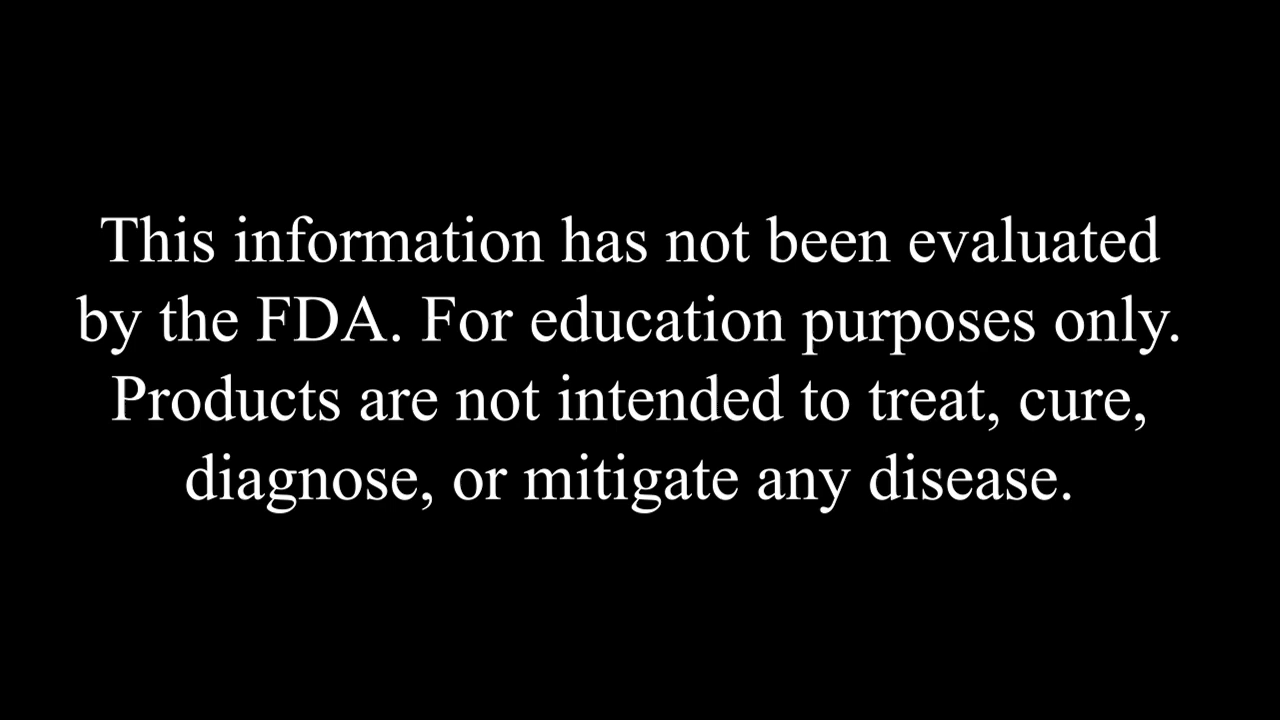 This information has not been evaluated
by the FDA. For education purposes only.
Products are not intended to treat, cure,
diagnose, or mitigate any disease.